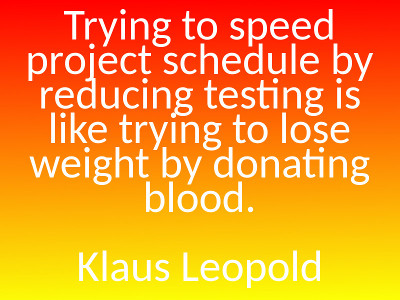 Trying to speed
project schedule by
reducing testing is
like trying to lose
weight by donating
blood.
Klaus Leopold